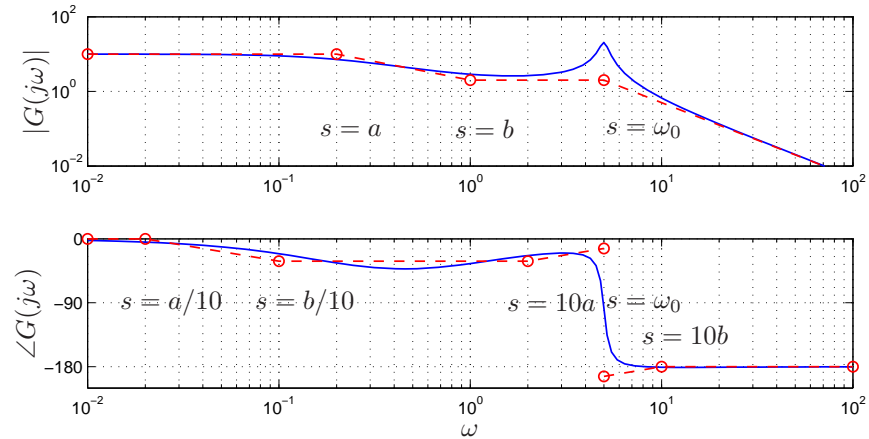 10^2
10^0
10^{-2}
|G(jω)|
s = a
s = b
s = ω_0
10^{-2} 10^{-1} 10^0 10^1 10^2
0
−90
−180
∠G(jω)
s = a/10
s = b/10
s = 10a
s = ω_0
s = 10b
10^{-2} 10^{-1} 10^0 10^1 10^2
ω